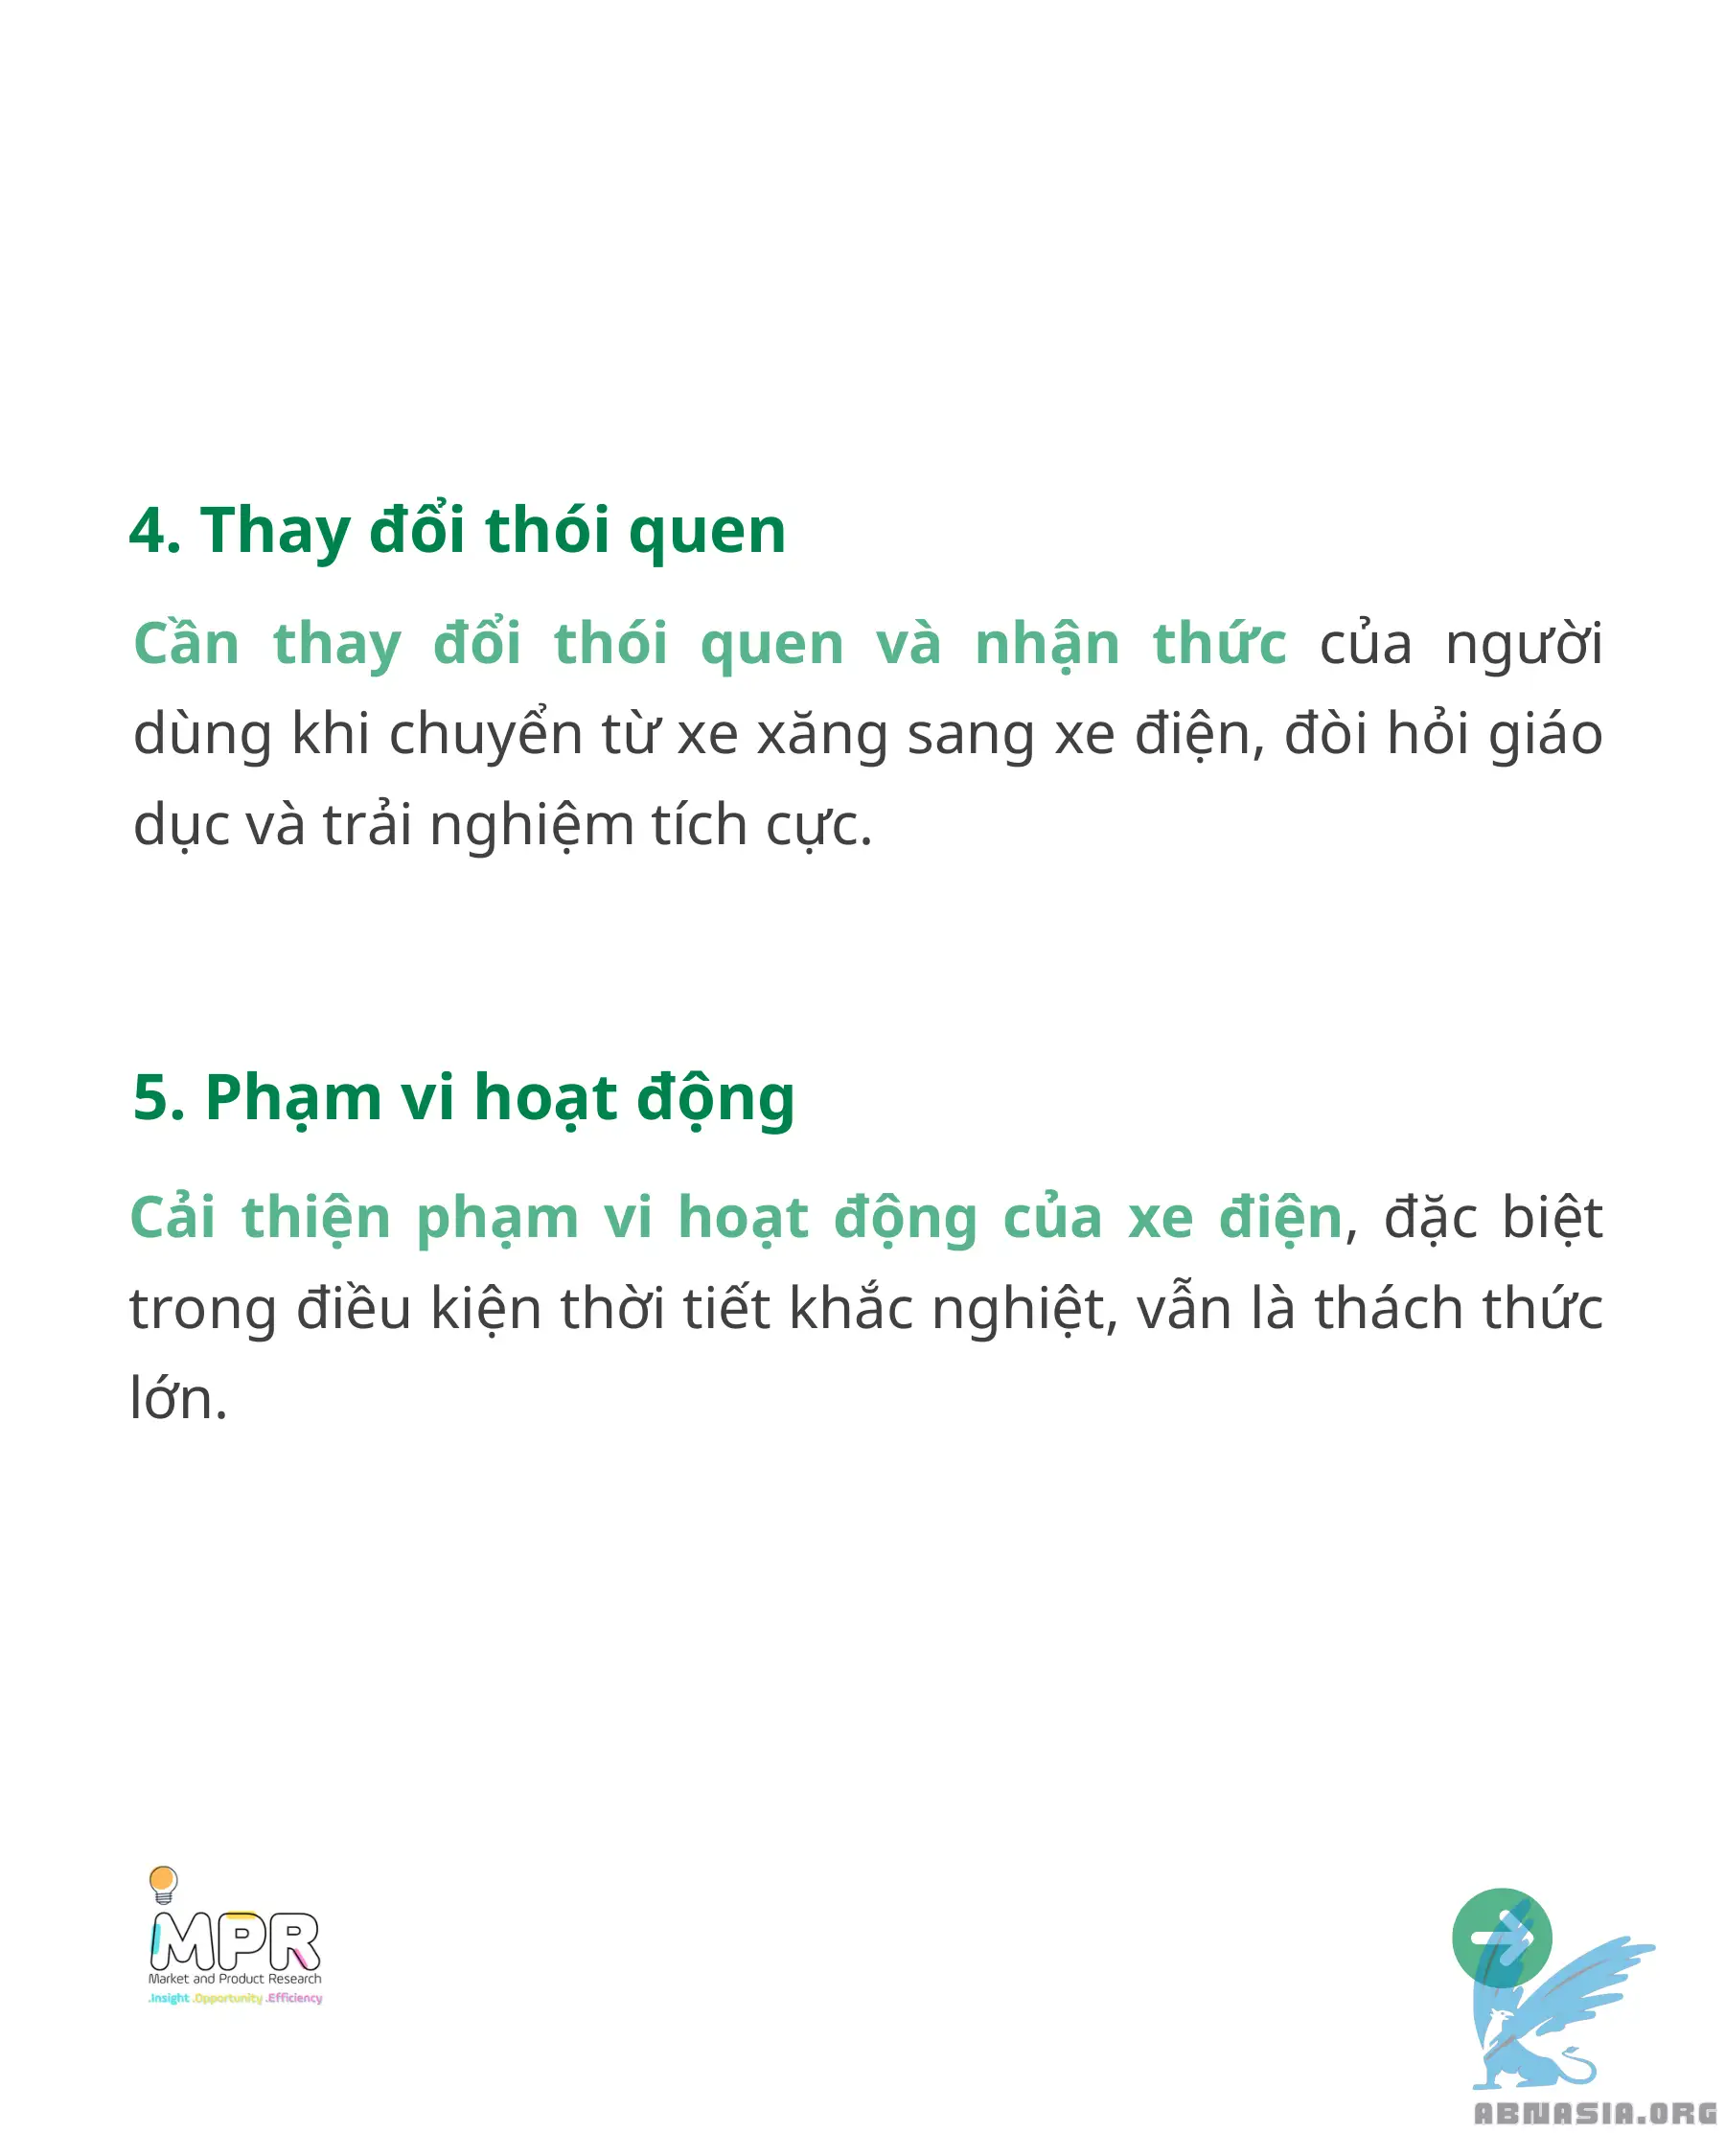 4. Thay đổi thói quen
Cần thay đổi thói quen và nhận thức của người
dùng khi chuyển từ xe xăng sang xe điện, đòi hỏi giáo
dục và trải nghiệm tích cực.
5. Phạm vi hoạt động
Cải thiện phạm vi hoạt động của xe điện, đặc biệt
trong điều kiện thời tiết khắc nghiệt, vẫn là thách thức
lớn.
MPR
Market and Product Research
.Insight .Opportunity .Efficiency
ABNASIA.ORG